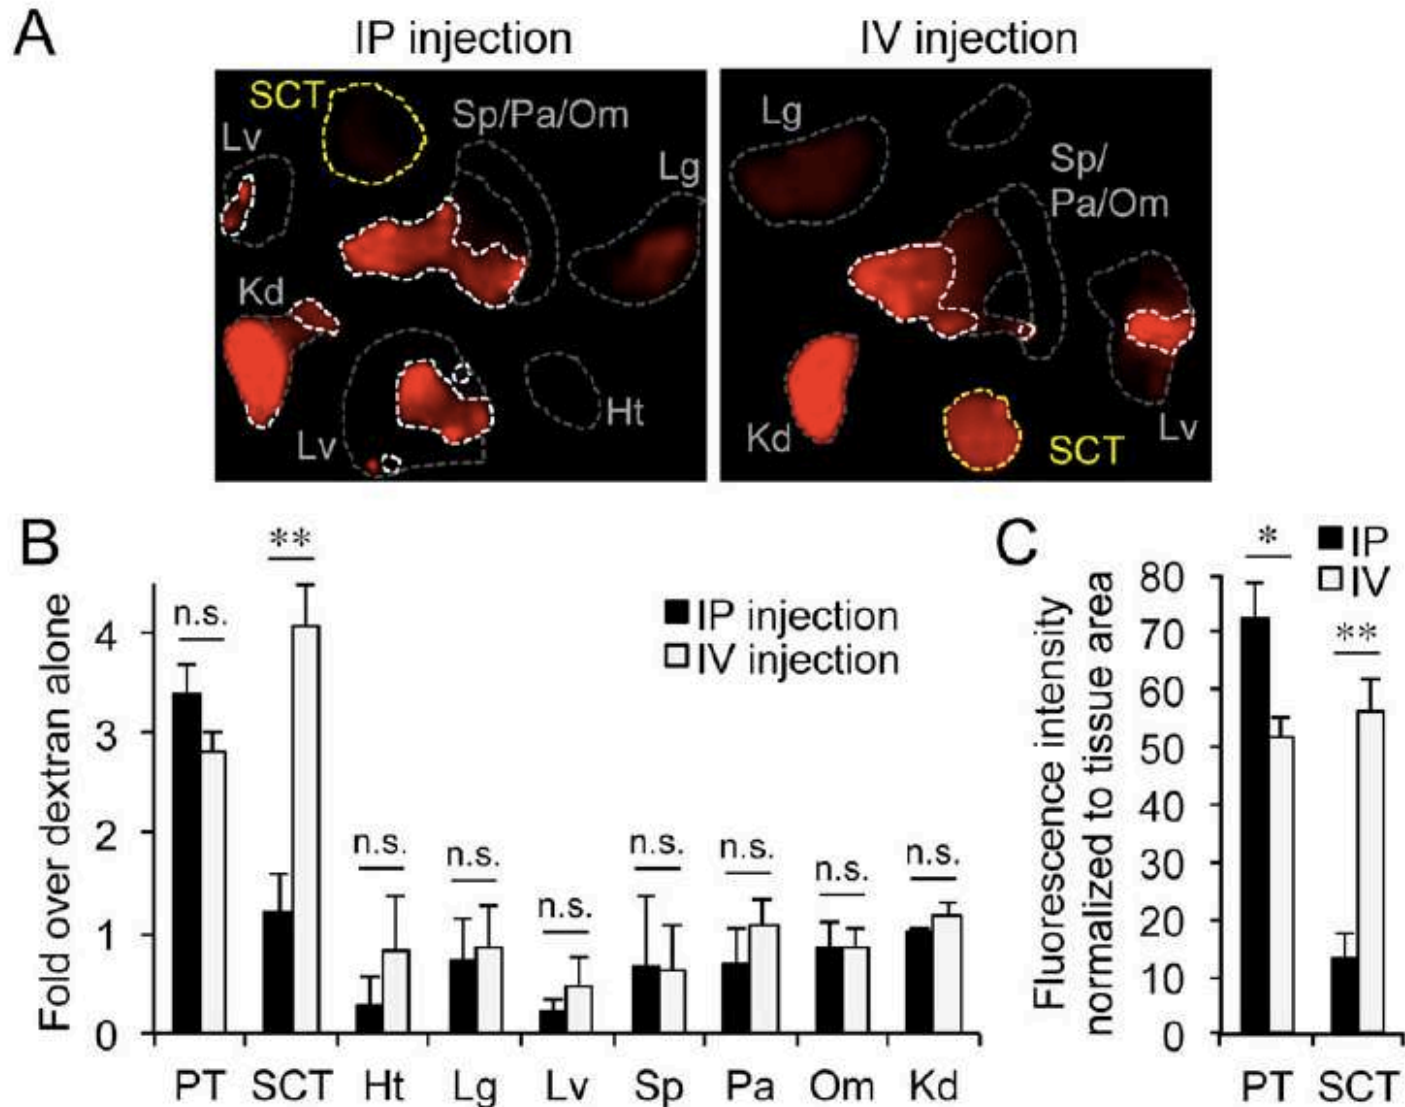 A
IP injection
IV injection
SCT
Lv
Sp/Pa/Om
Lg
Kd
Lv
Ht
Lg
Sp/
Pa/Om
Kd
SCT
Lv
B
Fold over dextran alone
4
3
2
1
0
n.s.
**
n.s.
n.s.
n.s.
n.s.
n.s.
n.s.
n.s.
IP injection
IV injection
PT SCT Ht Lg Lv Sp Pa Om Kd
C
Fluorescence intensity
normalized to tissue area
80
70
60
50
40
30
20
10
0
*
**
IP
IV
PT SCT